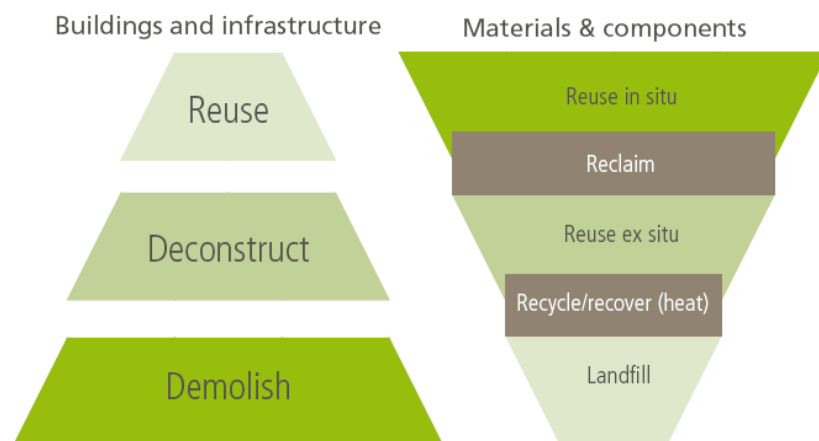 Buildings and infrastructure
Reuse
Deconstruct
Demolish
Materials & components
Reuse in situ
Reclaim
Reuse ex situ
Recycle/recover (heat)
Landfill